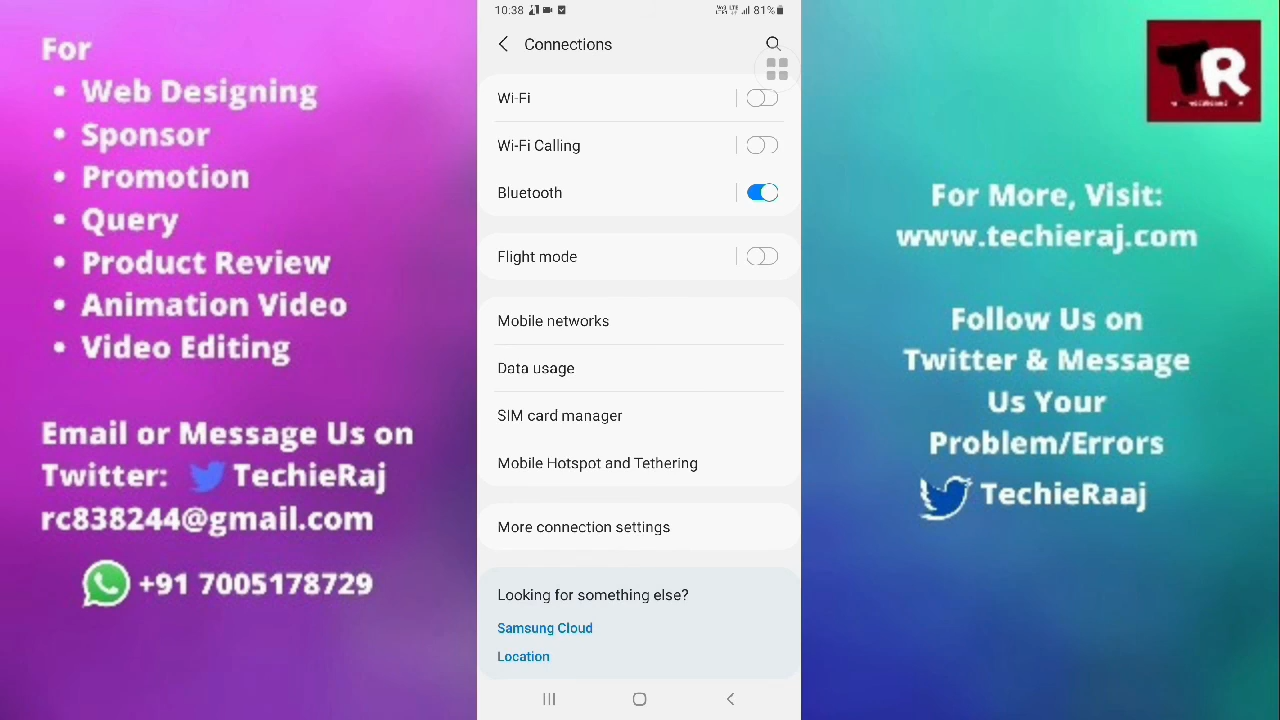 For
• Web Designing
• Sponsor
• Promotion
• Query
• Product Review
• Animation Video
• Video Editing
Email or Message Us on
Twitter: TechieRaj
rc838244@gmail.com
+91 7005178729
10:38
81%
Connections
Wi-Fi
Wi-Fi Calling
Bluetooth
Flight mode
Mobile networks
Data usage
SIM card manager
Mobile Hotspot and Tethering
More connection settings
Looking for something else?
Samsung Cloud
Location
TR
For More, Visit:
www.techieraj.com
Follow Us on
Twitter & Message
Us Your
Problem/Errors
TechieRaaj